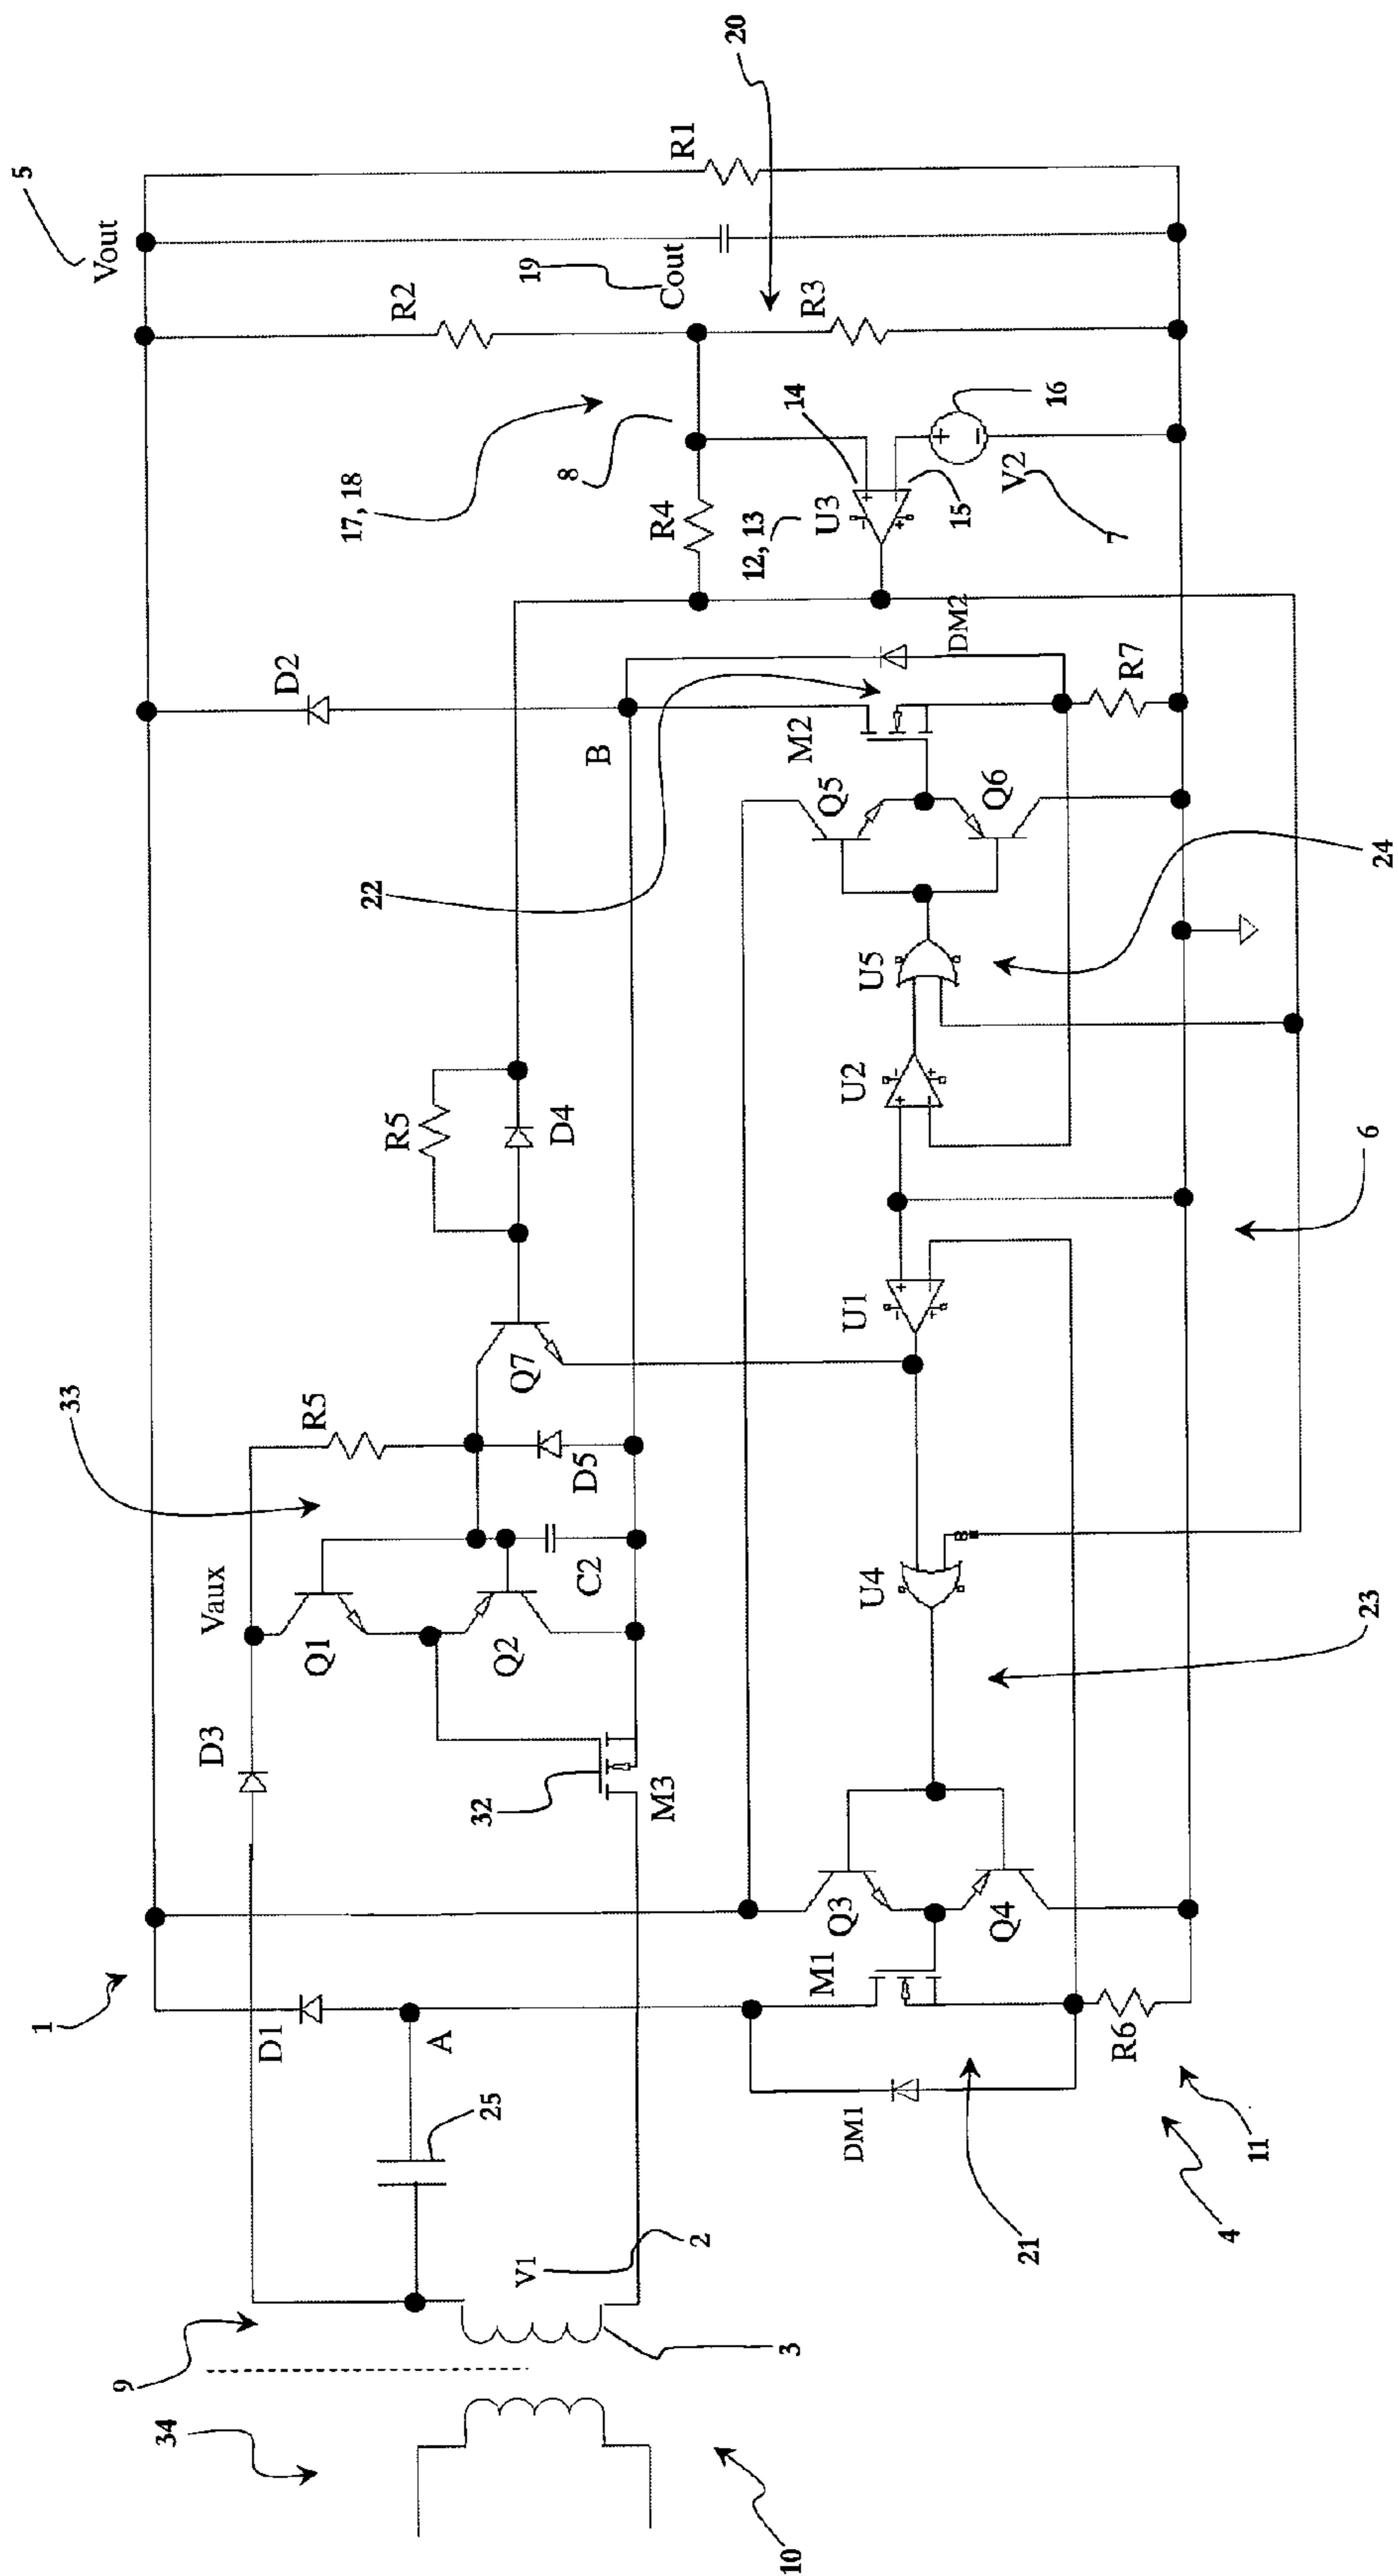 5
Vout
R1
20
19
Cout
R2
R3
17, 18
8
14
16
R4
12, 13
U3
15
V2
7
D2
DM2
22
B
M2
R7
Q5
Q6
24
U5
R5
D4
U2
6
33
R5
Q7
U1
D5
Vaux
Q1
Q2
C2
U4
23
D3
32
M3
1
Q3
Q4
D1
A
M1
R6
25
DM1
21
11
4
V1
2
9
3
34
10